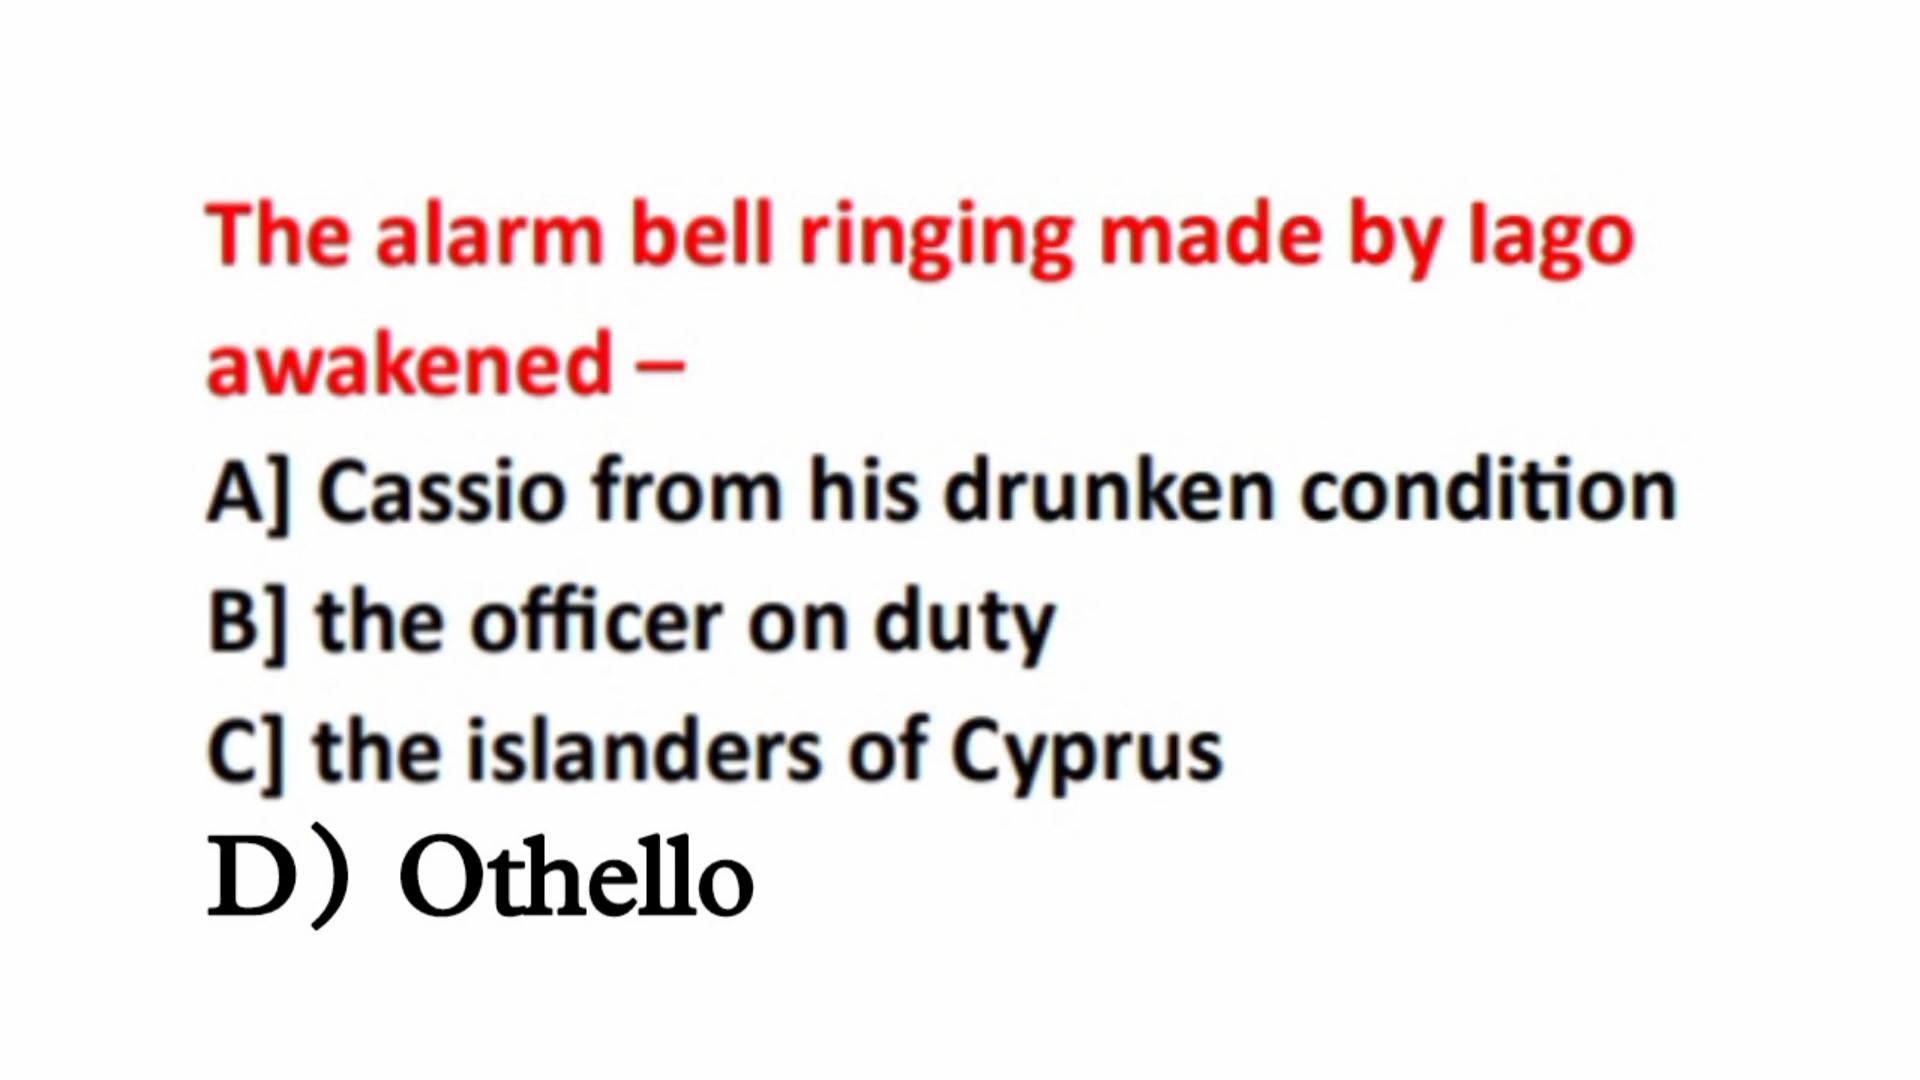 The alarm bell ringing made by Iago
awakened –
A] Cassio from his drunken condition
B] the officer on duty
C] the islanders of Cyprus
D) Othello